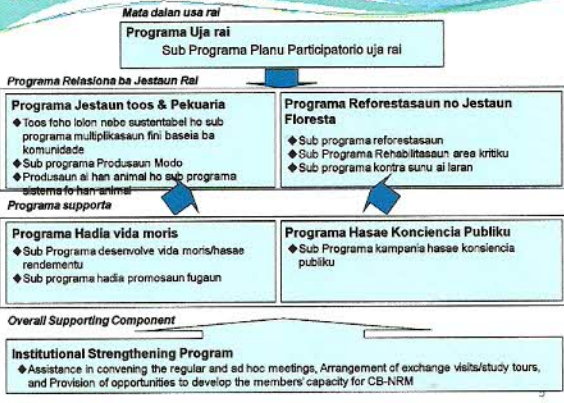 Mata dalan usa rai
Programa Uja rai
Sub Programa Planu Participatorio uja rai
Programa Relasiona ba Jestaun Rai
Programa Jestaun toos & Pekuaria
◆Toos foho lolon nebe sustentabel ho sub
programa multiplikasaun fini baseia ba
komunidade
◆Sub programa Produsaun Modo
◆Produsaun ai han animal ho sub programa
sistema fo han animal
Programa Reforestasaun no Jestaun
Floresta
◆Sub programa reforestasaun
◆Sub Programa Rehabilitasaun area kritiku
◆Sub programa kontra sunu ai laran
Programa supporta
Programa Hadia vida moris
◆Sub Programa desenvolve vida moris/hasae
rendementu
◆Sub programa hadia promosaun fugaun
Programa Hasae Konciencia Publiku
◆Sub Programa kampania hasae konsiencia
publiku
Overall Supporting Component
Institutional Strengthening Program
◆Assistance in convening the regular and ad hoc meetings, Arrangement of exchange visits/study tours,
and Provision of opportunities to develop the members' capacity for CB-NRM